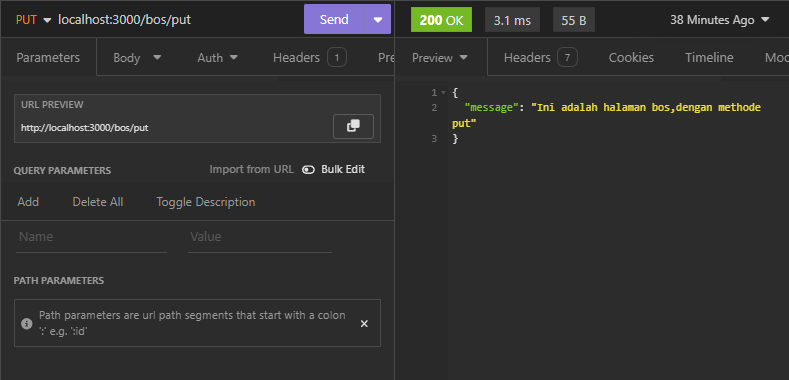 PUT localhost:3000/bos/put Send
Parameters Body Auth Headers 1 Pre
URL PREVIEW
http://localhost:3000/bos/put
QUERY PARAMETERS Import from URL Bulk Edit
Add Delete All Toggle Description
Name Value
PATH PARAMETERS
Path parameters are url path segments that start with a colon
':' e.g. ':id'
200 OK 3.1 ms 55 B 38 Minutes Ago
Preview Headers 7 Cookies Timeline Moc
1 {
2 "message": "Ini adalah halaman bos,dengan methode
put"
3 }